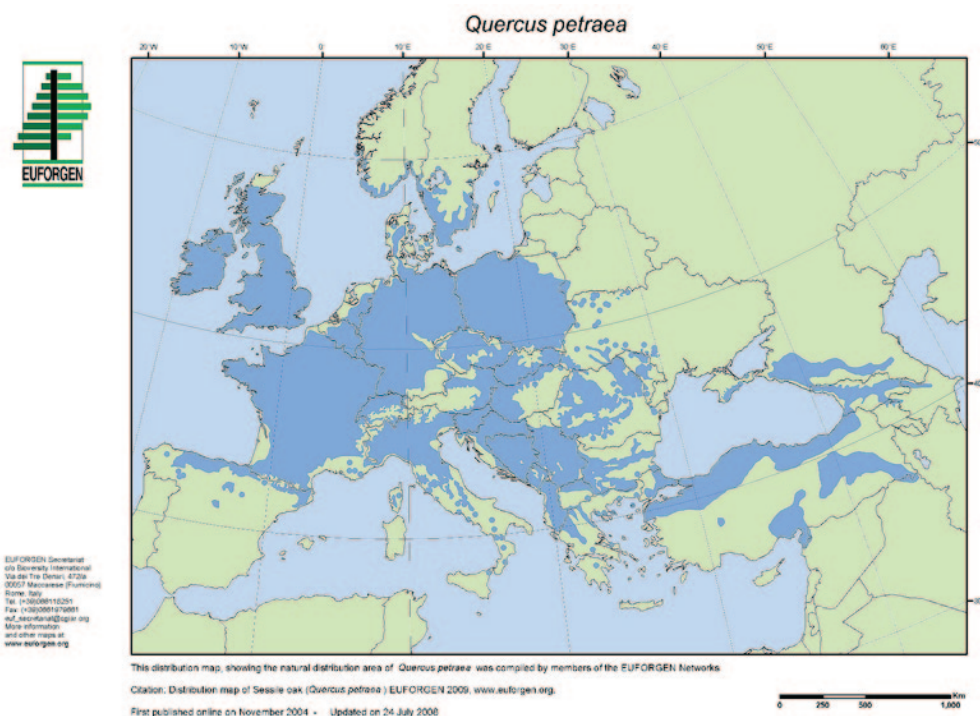 Quercus petraea
20°W 10°W 0° 10°E 20°E 30°E 40°E 50°E 60°E
EUFORGEN
EUFORGEN Secretariat
c/o Bioversity International
Via dei Tre Denari, 472/a
00057 Maccarese (Fiumicino)
Rome, Italy
More information
and other maps at:
www.euforgen.org
This distribution map, showing the natural distribution area of Quercus petraea was compiled by members of the EUFORGEN Networks
Citation: Distribution map of Sessile oak (Quercus petraea) EUFORGEN 2009, www.euforgen.org.
First published online on November 2004 - Updated on 24 July 2008
Km
0 250 500 1,000